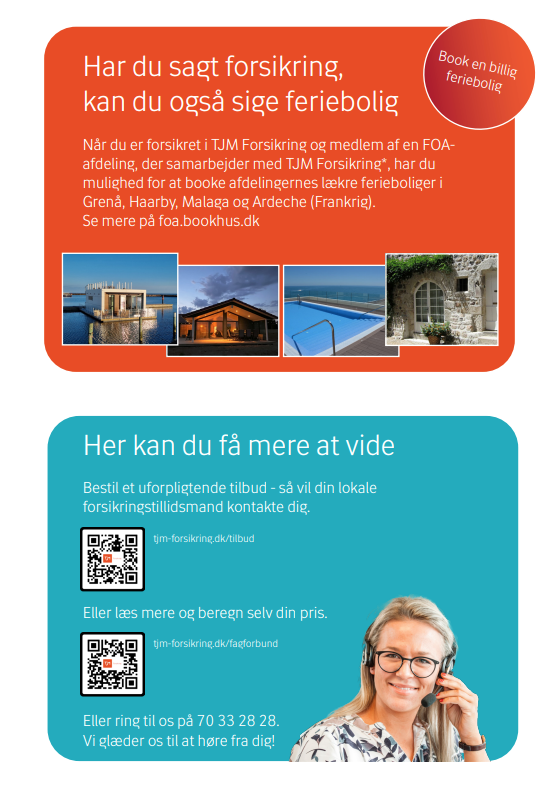 Book en billig
feriebolig
Har du sagt forsikring,
kan du også sige feriebolig
Når du er forsikret i TJM Forsikring og medlem af en FOA-
afdeling, der samarbejder med TJM Forsikring*, har du
mulighed for at booke afdelingernes lækre ferieboliger i
Grenå, Haarby, Malaga og Ardeche (Frankrig).
Se mere på foa.bookhus.dk
Her kan du få mere at vide
Bestil et uforpligtende tilbud - så vil din lokale
forsikringstillidsmand kontakte dig.
tjm-forsikring.dk/tilbud
Eller læs mere og beregn selv din pris.
tjm-forsikring.dk/fagforbund
Eller ring til os på 70 33 28 28.
Vi glæder os til at høre fra dig!